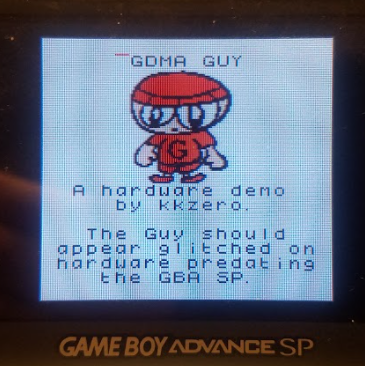 GDMA GUY
G
A hardware demo
by kkzero.
The Guy should
appear glitched on
hardware predating
the GBA SP.
GAME BOY ADVANCE SP